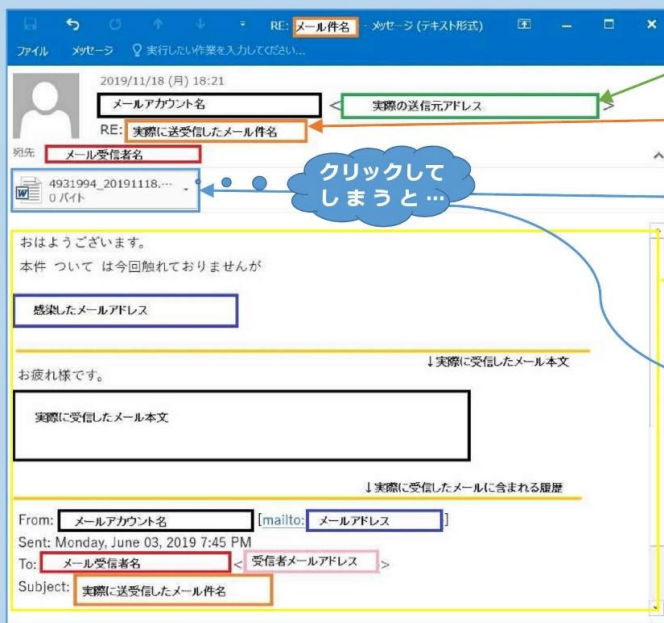 RE: メール件名 - メッセージ (テキスト形式)
ファイル メッセージ 実行したい作業を入力してください...
2019/11/18 (月) 18:21
メールアカウント名 < 実際の送信元アドレス >
RE: 実際に送受信したメール件名
宛先 メール受信者名
4931994_20191118.…
0 バイト
クリックして
しまうと…
おはようございます。
本件 ついて は今回触れておりませんが
感染したメールアドレス
↓実際に受信したメール本文
お疲れ様です。
実際に受信したメール本文
↓実際に受信したメールに含まれる履歴
From: メールアカウント名 [mailto: メールアドレス ]
Sent: Monday, June 03, 2019 7:45 PM
To: メール受信者名 < 受信者メールアドレス >
Subject: 実際に送受信したメール件名